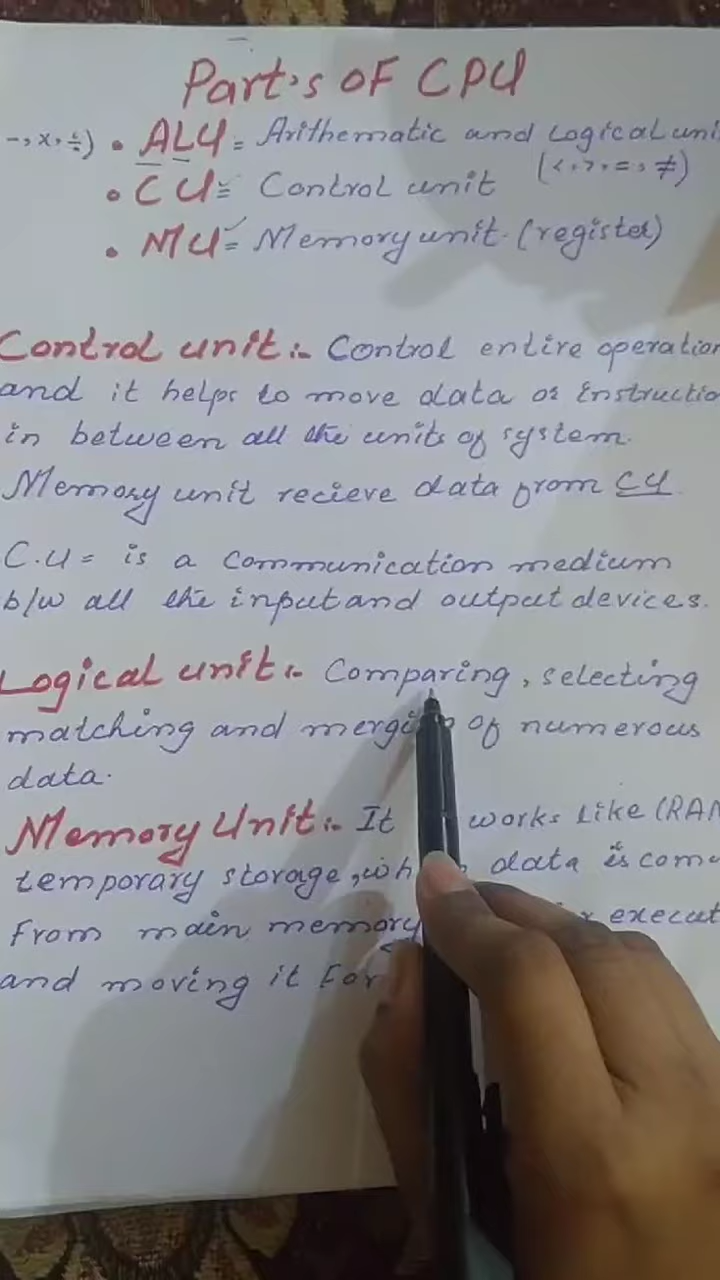 Part's OF CPU
-, x, ÷) • ALU = Arithematic and Logical uni
(<, >, =, ≠)
• CU = Control unit
• MU = Memory unit. (register)
Control unit :- Control entire operation
and it helps to move data or instructio
in between all the units of system.
Memory unit recieve data from CU.
C.U = is a communication medium
b/w all the input and output devices.
Logical unit :- Comparing, selecting
matching and merging of numerous
data.
Memory Unit :- It works like (RAM
temporary storage, wh data is com
From main memory execut
and moving it For